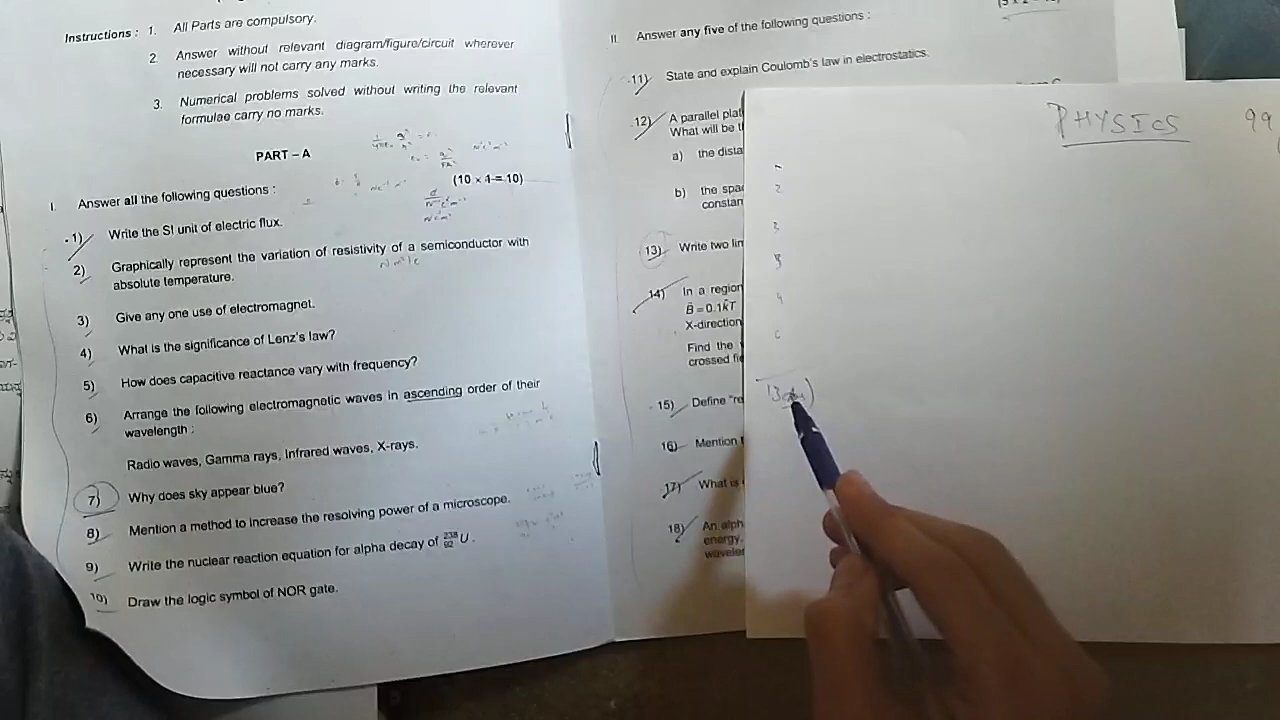 Instructions : 1. All Parts are compulsory.
2. Answer without relevant diagram/figure/circuit wherever
necessary will not carry any marks.
3. Numerical problems solved without writing the relevant
formulae carry no marks.
PART – A
I. Answer all the following questions :
(10 × 1 = 10)
1) Write the SI unit of electric flux.
2) Graphically represent the variation of resistivity of a semiconductor with
absolute temperature.
3) Give any one use of electromagnet.
4) What is the significance of Lenz's law?
5) How does capacitive reactance vary with frequency?
6) Arrange the following electromagnetic waves in ascending order of their
wavelength :
Radio waves, Gamma rays, Infrared waves, X-rays.
7) Why does sky appear blue?
8) Mention a method to increase the resolving power of a microscope.
9) Write the nuclear reaction equation for alpha decay of ²³⁸₉₂U.
10) Draw the logic symbol of NOR gate.
II. Answer any five of the following questions :
11) State and explain Coulomb's law in electrostatics.
12) A parallel plat
What will be t
a) the dista
b) the spac
constan
13) Write two lim
14) In a region
B = 0.1k̂T
X-direction
Find the
crossed fie
15) Define "re
16) Mention t
17) What is
18) An alph
energy.
wavelen
PHYSICS 99
2
3